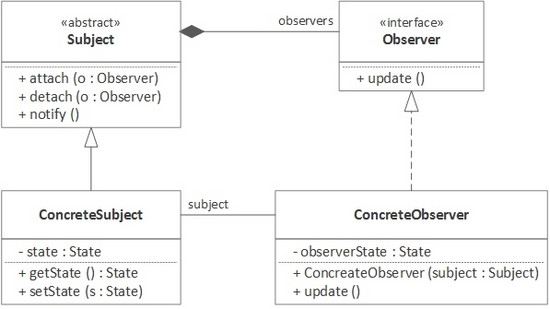 «abstract»
Subject
+ attach (o : Observer)
+ detach (o : Observer)
+ notify ()
observers
«interface»
Observer
+ update ()
ConcreteSubject
- state : State
+ getState () : State
+ setState (s : State)
subject
ConcreteObserver
- observerState : State
+ ConcreateObserver (subject : Subject)
+ update ()